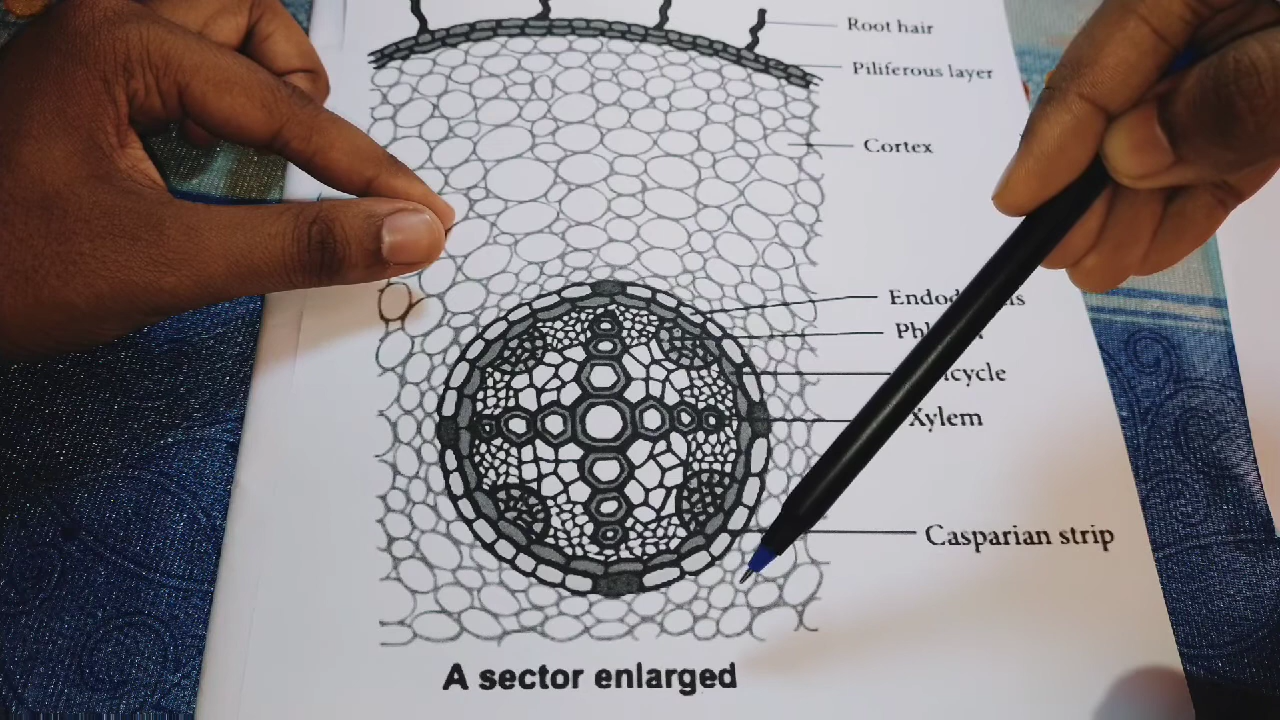 Root hair
Piliferous layer
Cortex
Xylem
Casparian strip
A sector enlarged